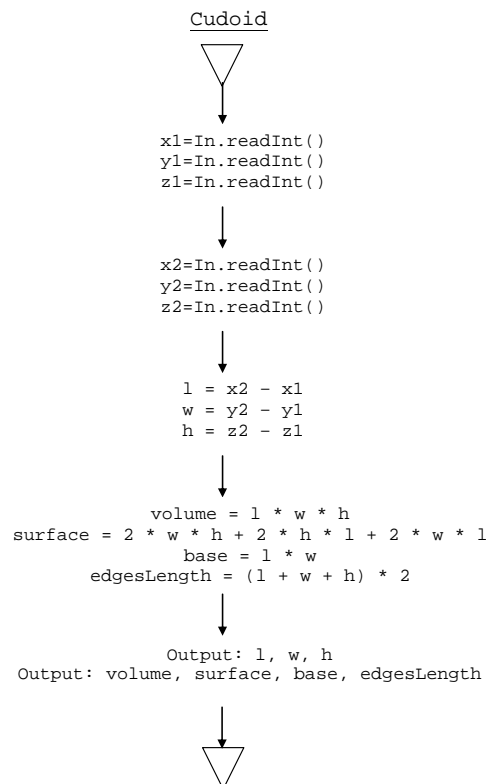 Cudoid
x1=In.readInt()
y1=In.readInt()
z1=In.readInt()
x2=In.readInt()
y2=In.readInt()
z2=In.readInt()
l = x2 – x1
w = y2 – y1
h = z2 – z1
volume = l * w * h
surface = 2 * w * h + 2 * h * l + 2 * w * l
base = l * w
edgesLength = (l + w + h) * 2
Output: l, w, h
Output: volume, surface, base, edgesLength